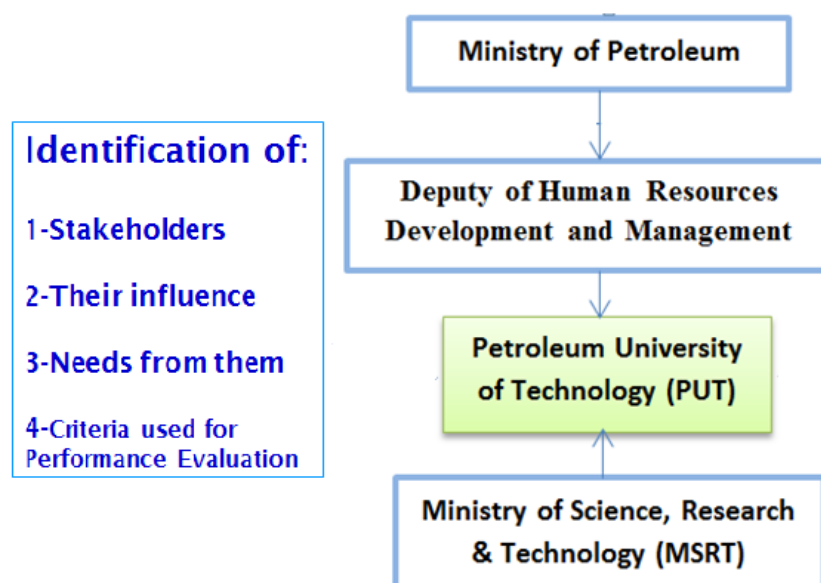 Identification of:
1-Stakeholders
2-Their influence
3-Needs from them
4-Criteria used for
Performance Evaluation
Ministry of Petroleum
Deputy of Human Resources
Development and Management
Petroleum University
of Technology (PUT)
Ministry of Science, Research
& Technology (MSRT)